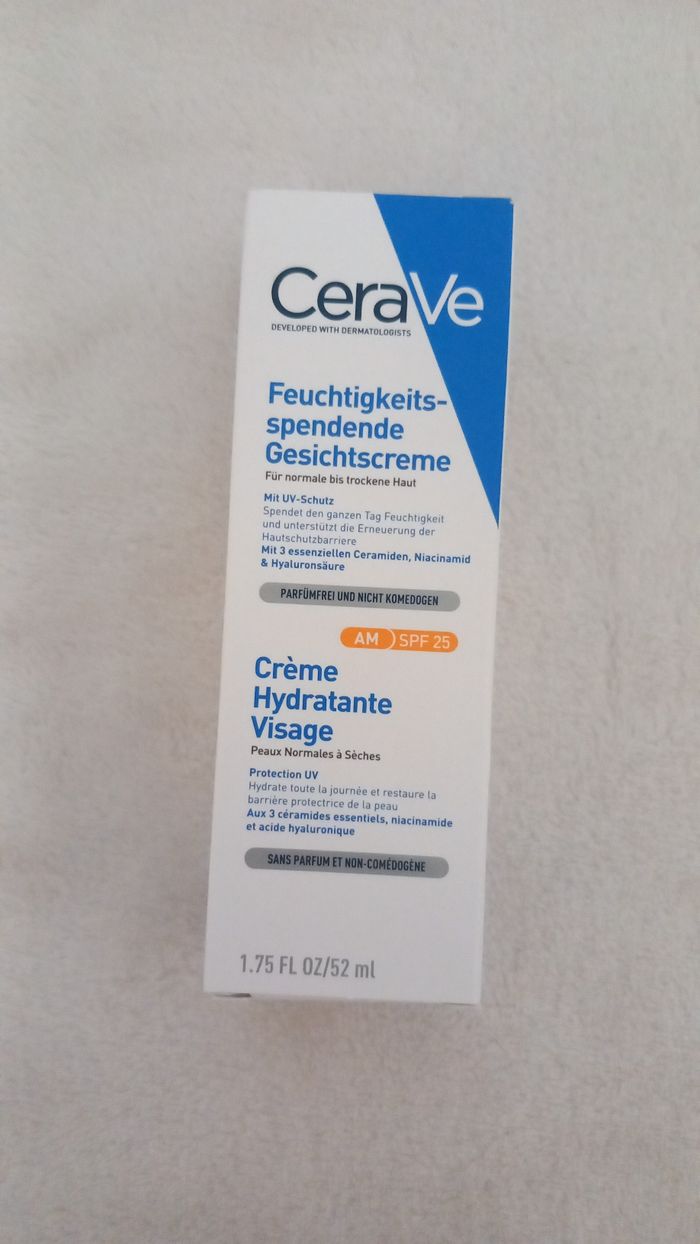 CeraVe
DEVELOPED WITH DERMATOLOGISTS
Feuchtigkeits-
spendende
Gesichtscreme
Für normale bis trockene Haut
Mit UV-Schutz
Spendet den ganzen Tag Feuchtigkeit
und unterstützt die Erneuerung der
Hautschutzbarriere
Mit 3 essenziellen Ceramiden, Niacinamid
& Hyaluronsäure
PARFÜMFREI UND NICHT KOMEDOGEN
AM SPF 25
Crème
Hydratante
Visage
Peaux Normales à Sèches
Protection UV
Hydrate toute la journée et restaure la
barrière protectrice de la peau
Aux 3 céramides essentiels, niacinamide
et acide hyaluronique
SANS PARFUM ET NON-COMÉDOGÈNE
1.75 FL OZ/52 ml